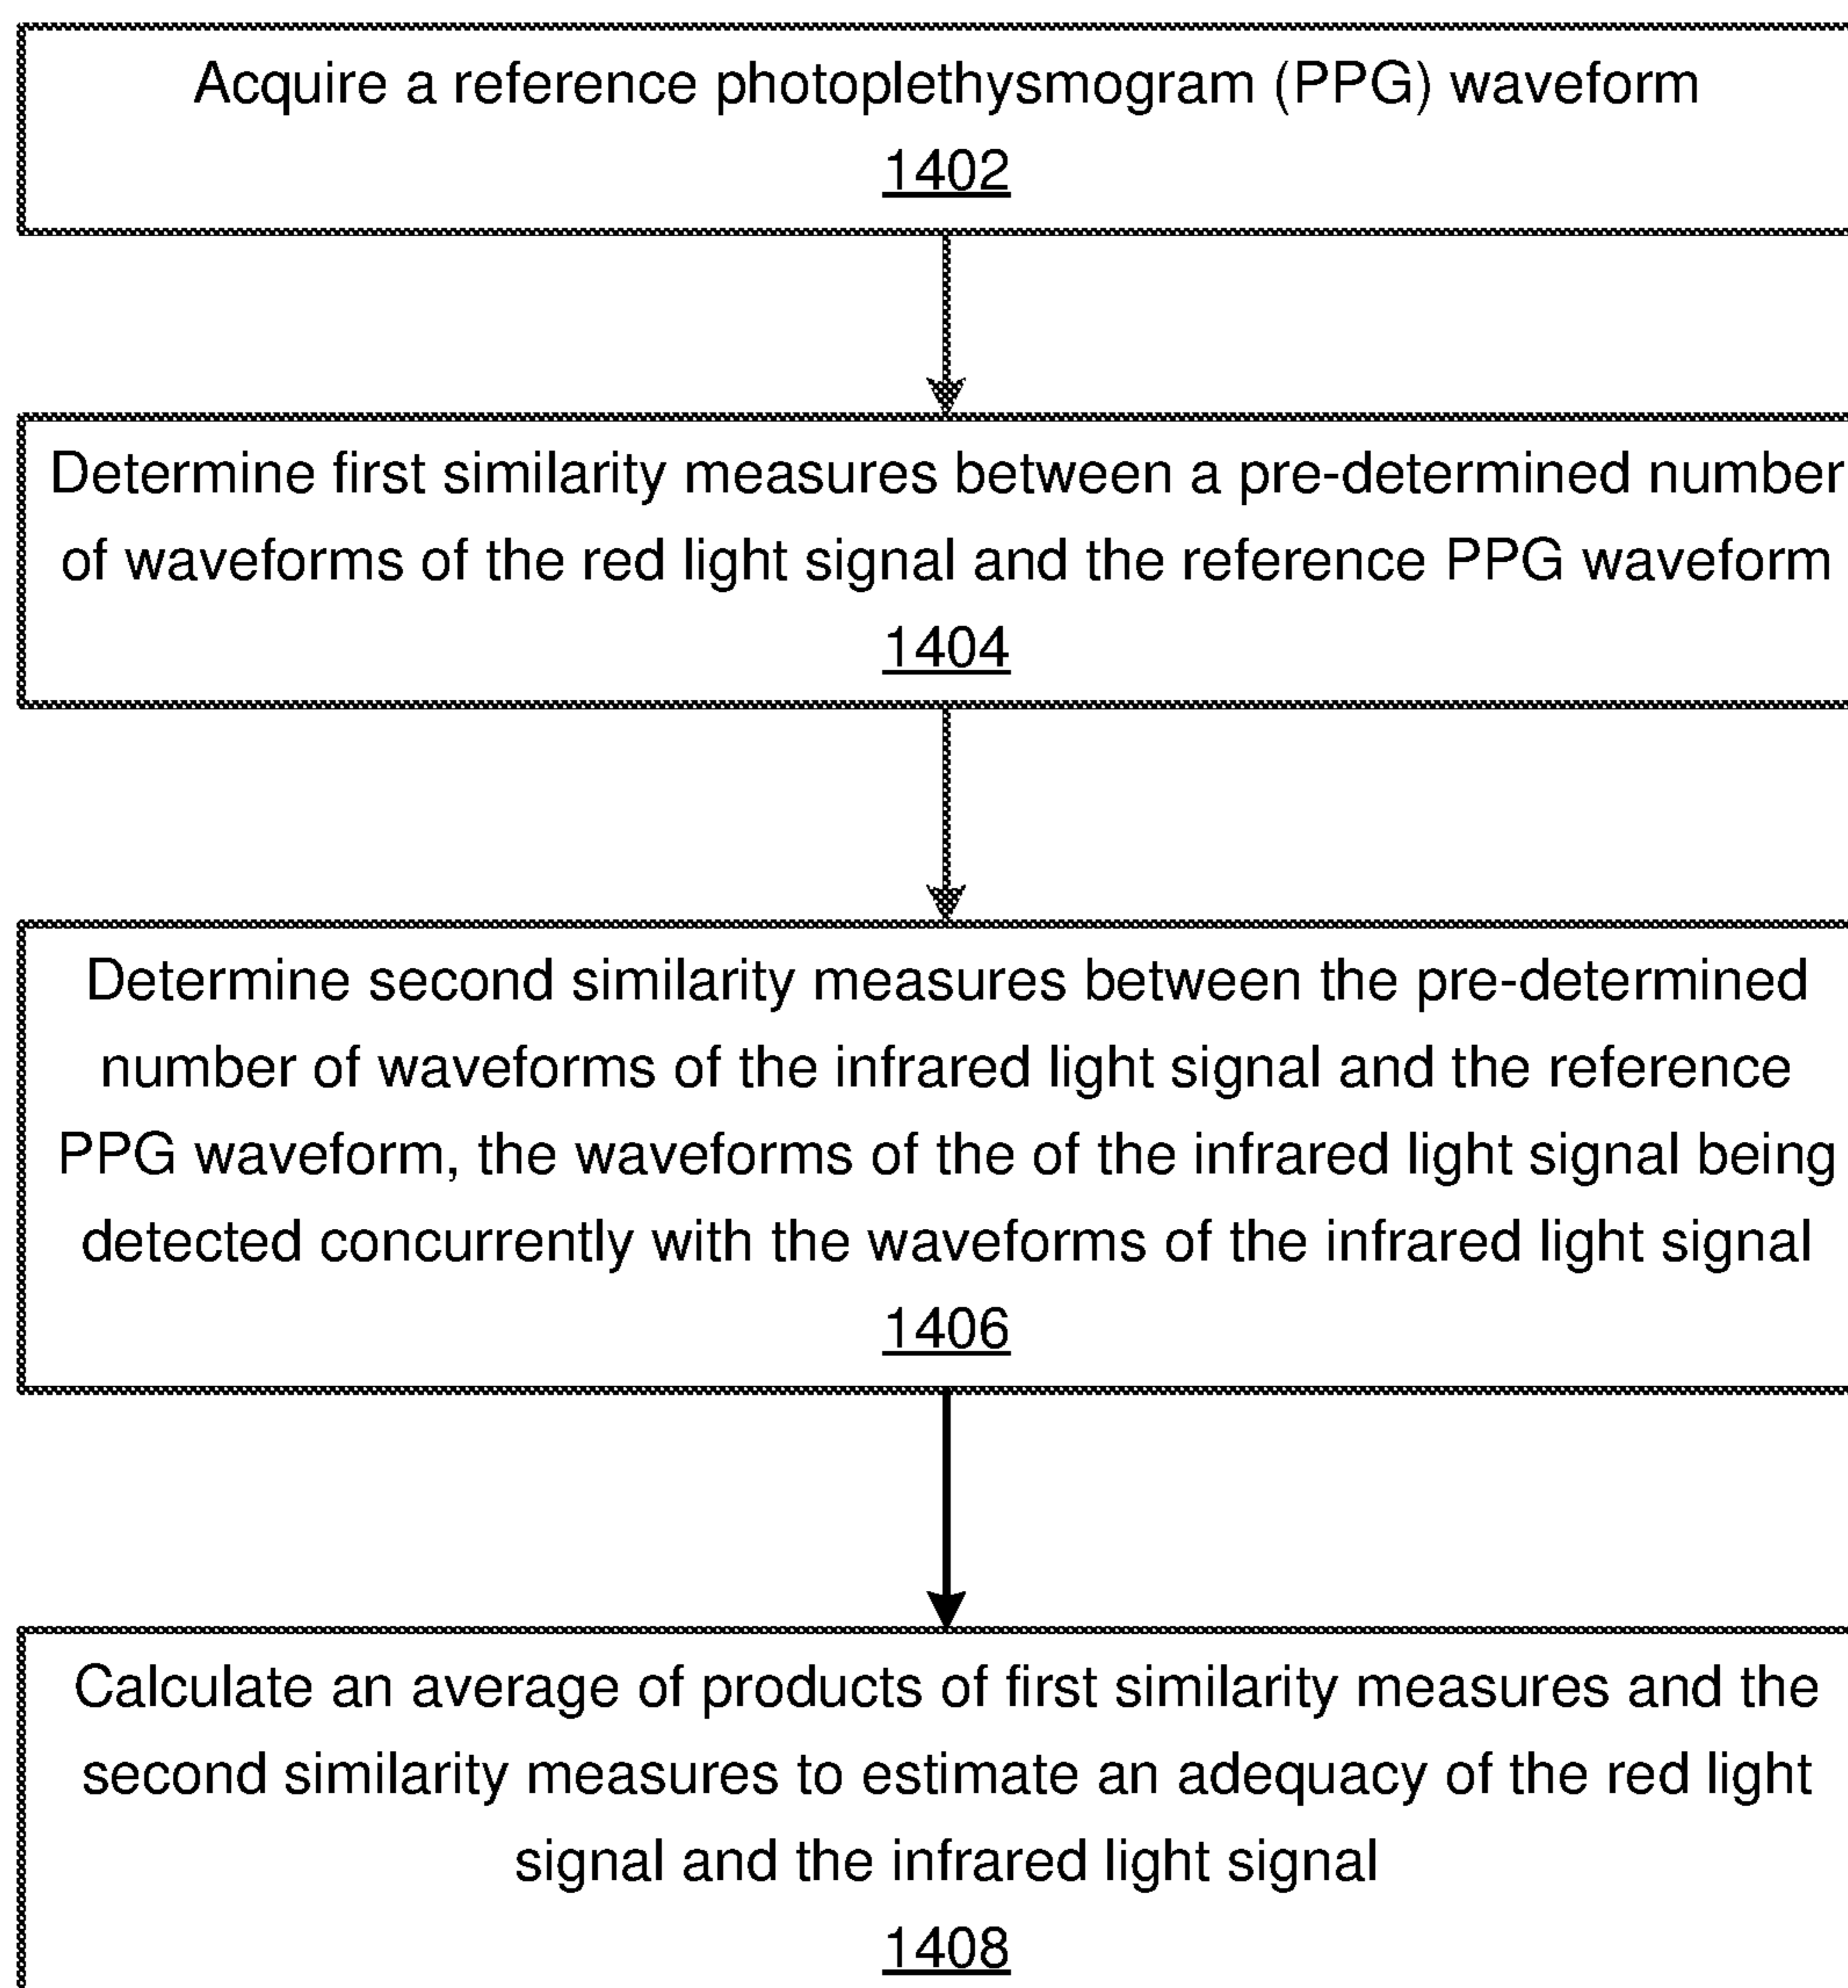 Acquire a reference photoplethysmogram (PPG) waveform
1402
Determine first similarity measures between a pre-determined number
of waveforms of the red light signal and the reference PPG waveform
1404
Determine second similarity measures between the pre-determined
number of waveforms of the infrared light signal and the reference
PPG waveform, the waveforms of the of the infrared light signal being
detected concurrently with the waveforms of the infrared light signal
1406
Calculate an average of products of first similarity measures and the
second similarity measures to estimate an adequacy of the red light
signal and the infrared light signal
1408